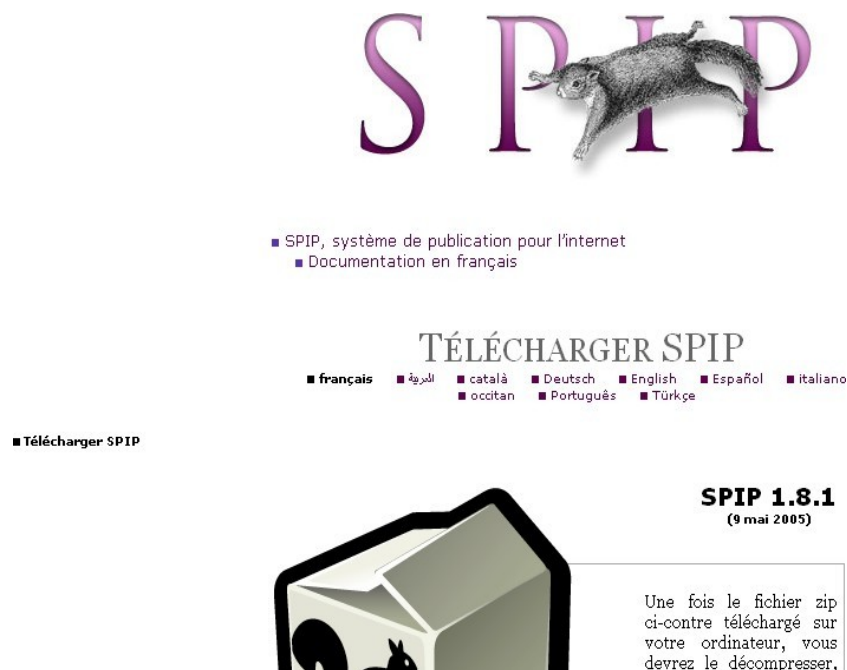 SPIP
SPIP, système de publication pour l'internet
Documentation en français
TÉLÉCHARGER SPIP
français العربية català Deutsch English Español italiano
occitan Português Türkçe
Télécharger SPIP
SPIP 1.8.1
(9 mai 2005)
Une fois le fichier zip
ci-contre téléchargé sur
votre ordinateur, vous
devrez le décompresser,